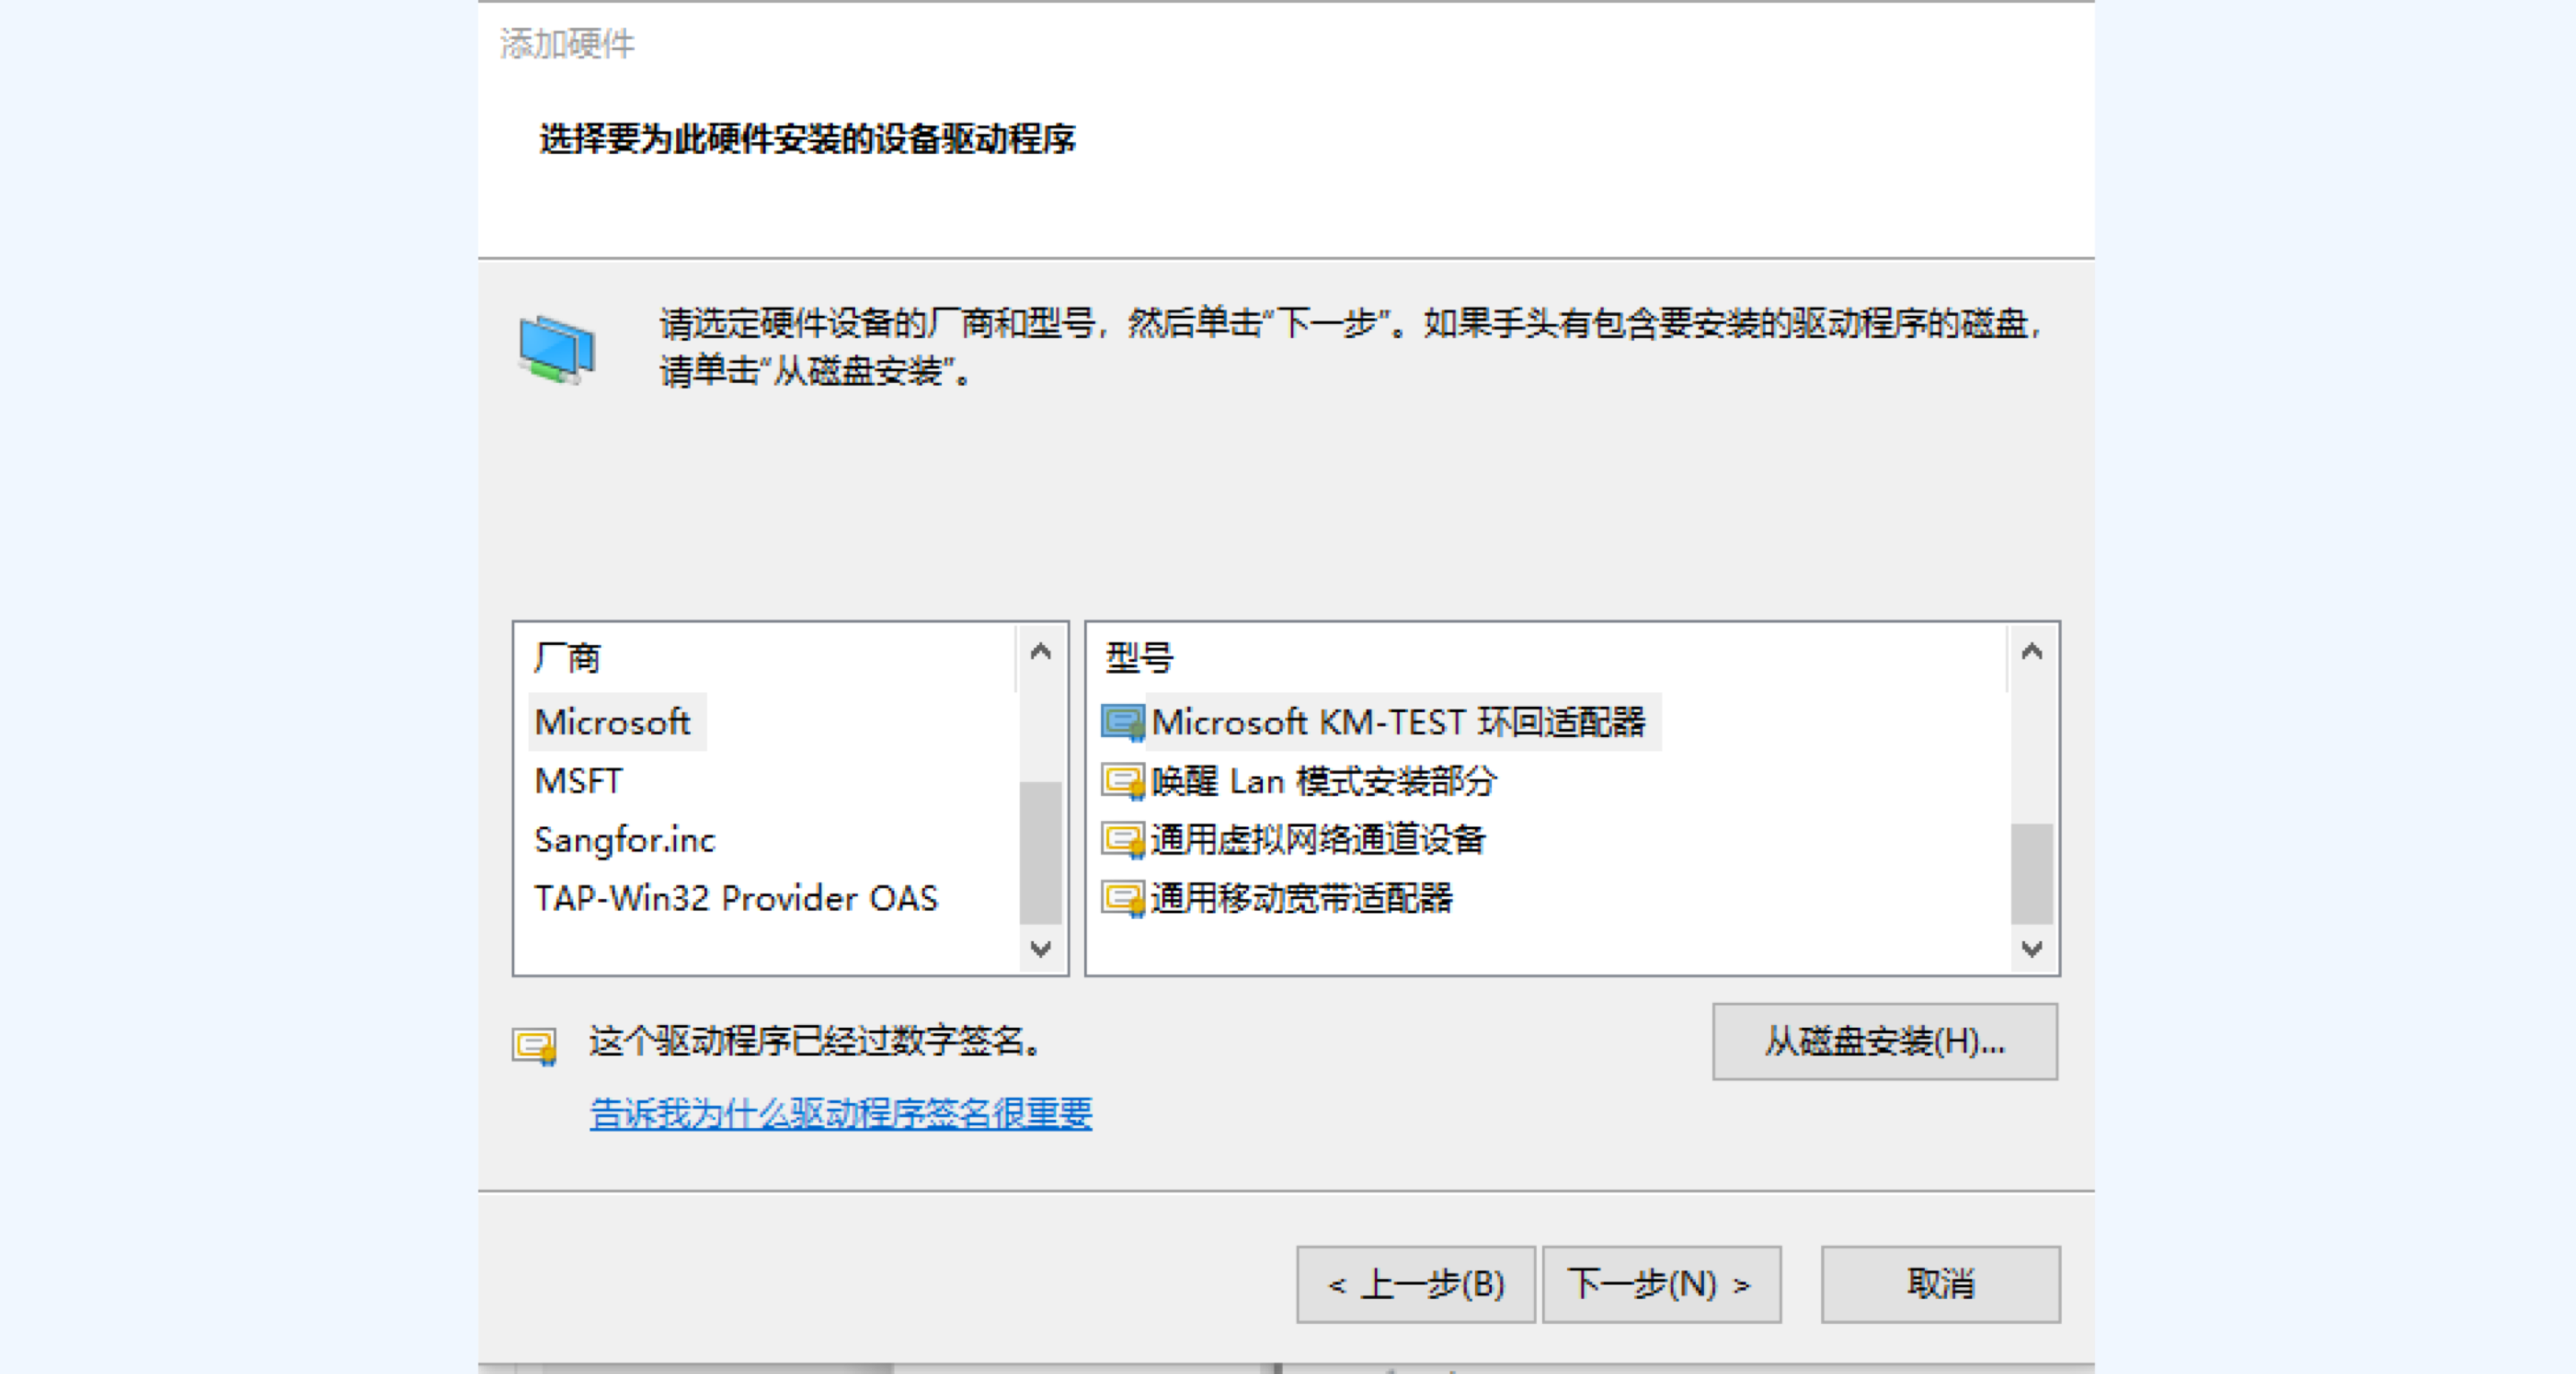 添加硬件
选择要为此硬件安装的设备驱动程序
请选定硬件设备的厂商和型号，然后单击“下一步”。如果手头有包含要安装的驱动程序的磁盘，
请单击“从磁盘安装”。
厂商
Microsoft
MSFT
Sangfor.inc
TAP-Win32 Provider OAS
型号
Microsoft KM-TEST 环回适配器
唤醒 Lan 模式安装部分
通用虚拟网络通道设备
通用移动宽带适配器
这个驱动程序已经过数字签名。
告诉我为什么驱动程序签名很重要
从磁盘安装(H)...
< 上一步(B)
下一步(N) >
取消